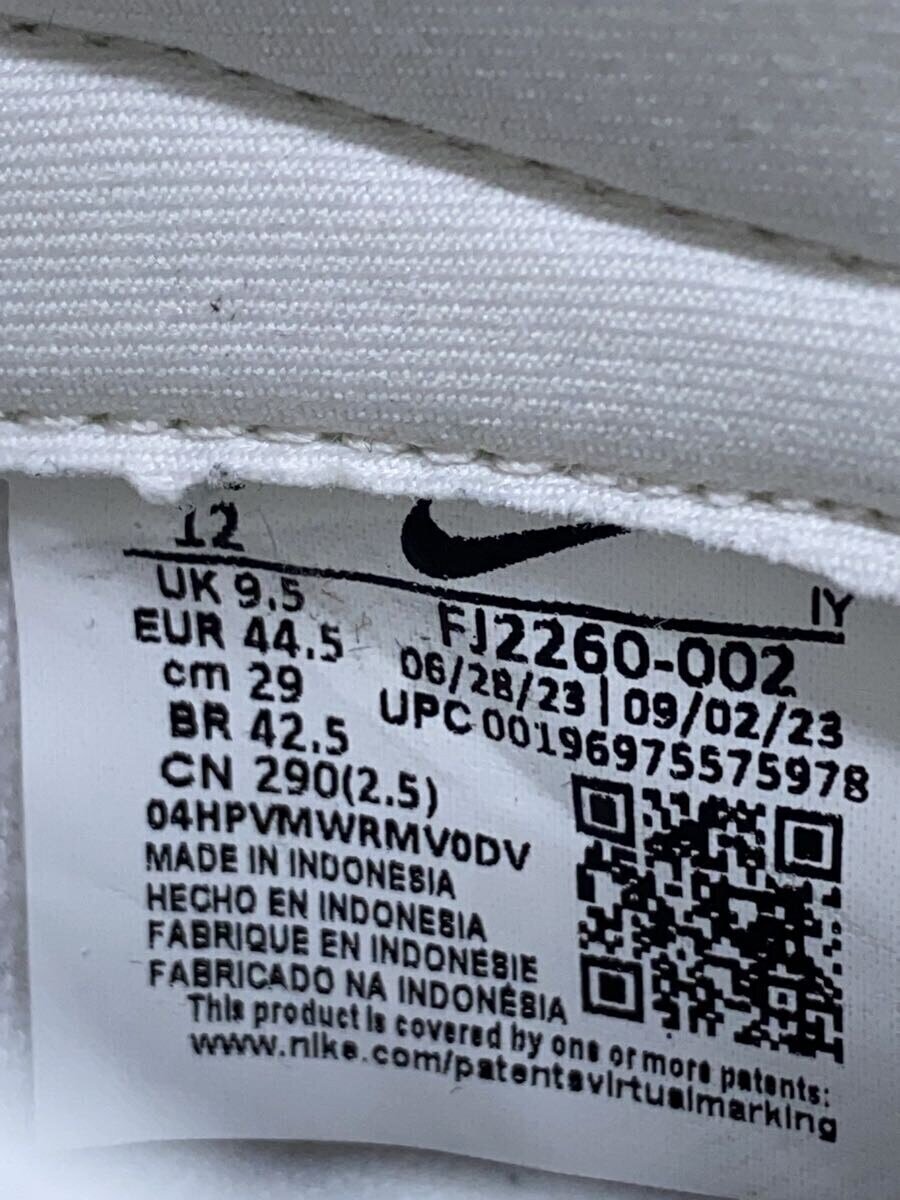 12
UK 9.5
EUR 44.5
cm 29
BR 42.5
CN 290(2.5)
IY
FJ2260-002
06/28/23 | 09/02/23
UPC 00196975575978
04HPVMWRMV0DV
MADE IN INDONESIA
HECHO EN INDONESIA
FABRIQUE EN INDONESIE
FABRICADO NA INDONÉSIA
This product is covered by one or more patents:
www.nike.com/patentsvirtualmarking